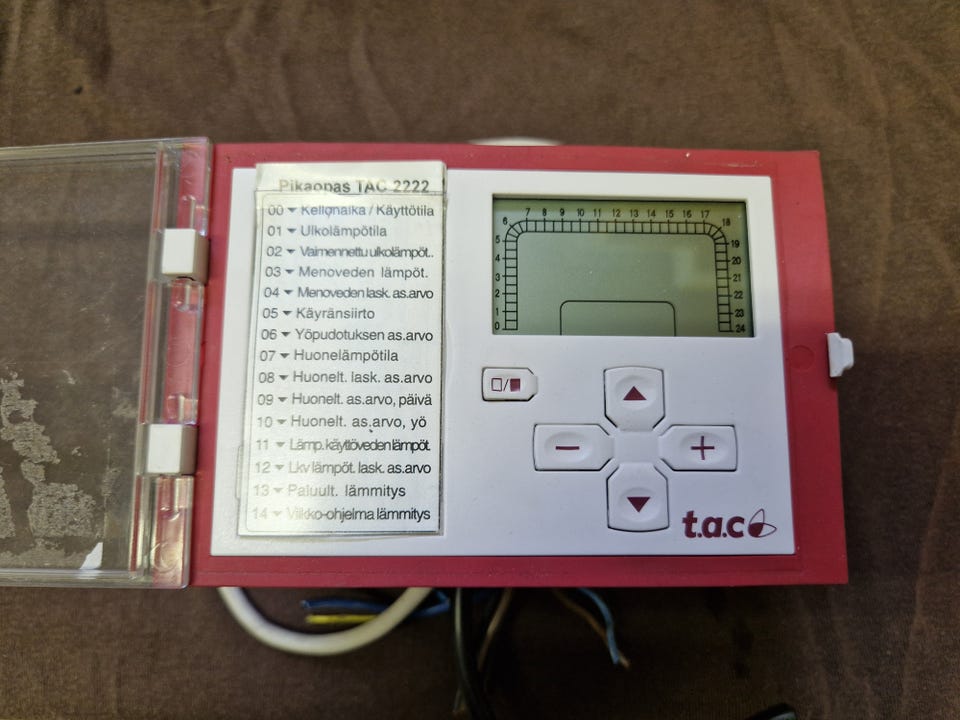 Pikaopas TAC 2222
00 Kellonaika / Käyttötila
01 Ulkolämpötila
02 Vaimennettu ulkolämpöt..
03 Menoveden lämpöt.
04 Menoveden lask. as.arvo
05 Käyränsiirto
06 Yöpudotuksen as.arvo
07 Huonelämpötila
08 Huonelt. lask. as.arvo
09 Huonelt. as.arvo, päivä
10 Huonelt. as.arvo, yö
11 Lämp. käyttöveden lämpöt.
12 Lkv lämpöt. lask. as.arvo
13 Paluult. lämmitys
14 Viikko-ohjelma lämmitys
6 7 8 9 10 11 12 13 14 15 16 17 18
5 19
4 20
3 21
2 22
1 23
0 24
− +
t.a.c